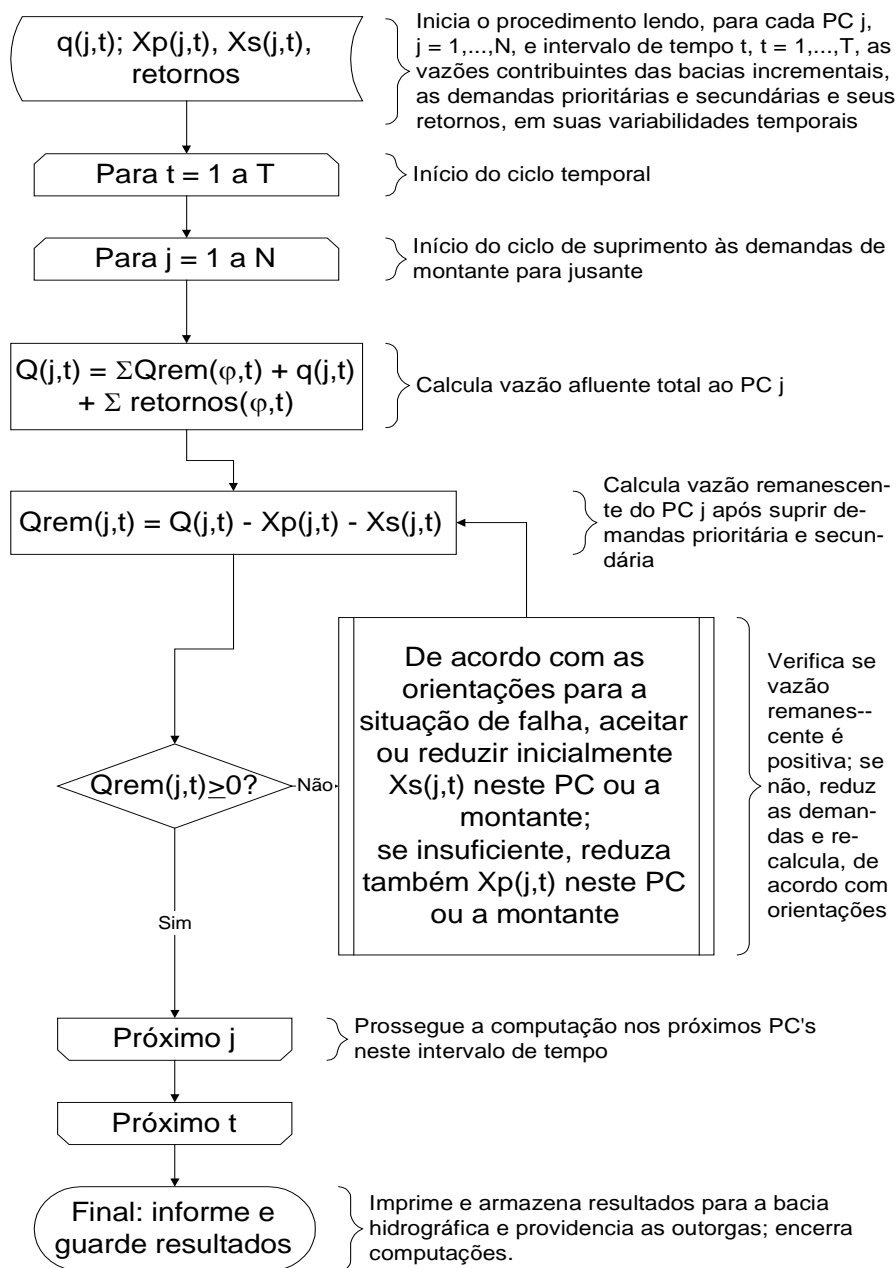 q(j,t); Xp(j,t), Xs(j,t),
retornos
Inicia o procedimento lendo, para cada PC j,
j = 1,...,N, e intervalo de tempo t, t = 1,...,T, as
vazões contribuintes das bacias incrementais,
as demandas prioritárias e secundárias e seus
retornos, em suas variabilidades temporais
Para t = 1 a T
Início do ciclo temporal
Para j = 1 a N
Início do ciclo de suprimento às demandas de
montante para jusante
Q(j,t) = ΣQrem(φ,t) + q(j,t)
+ Σ retornos(φ,t)
Calcula vazão afluente total ao PC j
Qrem(j,t) = Q(j,t) - Xp(j,t) - Xs(j,t)
Calcula vazão remanescen-
te do PC j após suprir de-
mandas prioritária e secun-
dária
Qrem(j,t)≥0?
Não
De acordo com as
orientações para a
situação de falha, aceitar
ou reduzir inicialmente
Xs(j,t) neste PC ou a
montante;
se insuficiente, reduza
também Xp(j,t) neste PC
ou a montante
Verifica se
vazão
remanes--
cente é
positiva; se
não, reduz
as deman-
das e re-
calcula, de
acordo com
orientações
Sim
Próximo j
Prossegue a computação nos próximos PC's
neste intervalo de tempo
Próximo t
Final: informe e
guarde resultados
Imprime e armazena resultados para a bacia
hidrográfica e providencia as outorgas; encerra
computações.